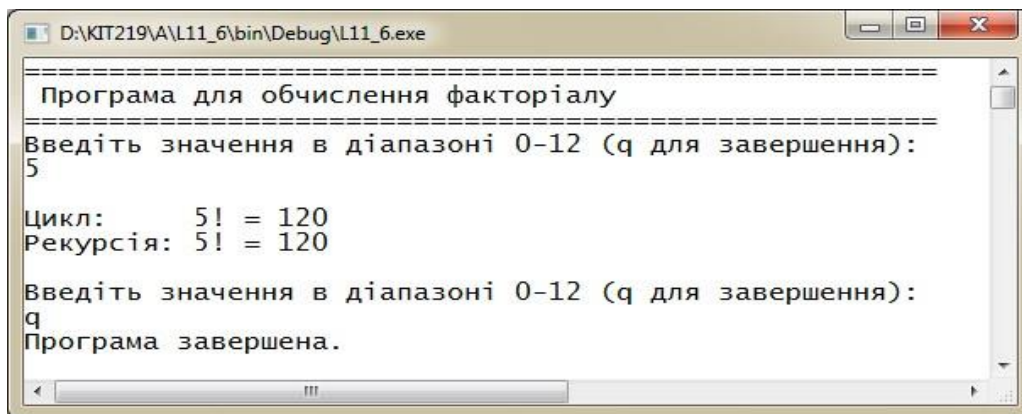 D:\KIT219\A\L11_6\bin\Debug\L11_6.exe
======================================================
Програма для обчислення факторіалу
======================================================
Введіть значення в діапазоні 0-12 (q для завершення):
5
Цикл: 5! = 120
Рекурсія: 5! = 120
Введіть значення в діапазоні 0-12 (q для завершення):
q
Програма завершена.